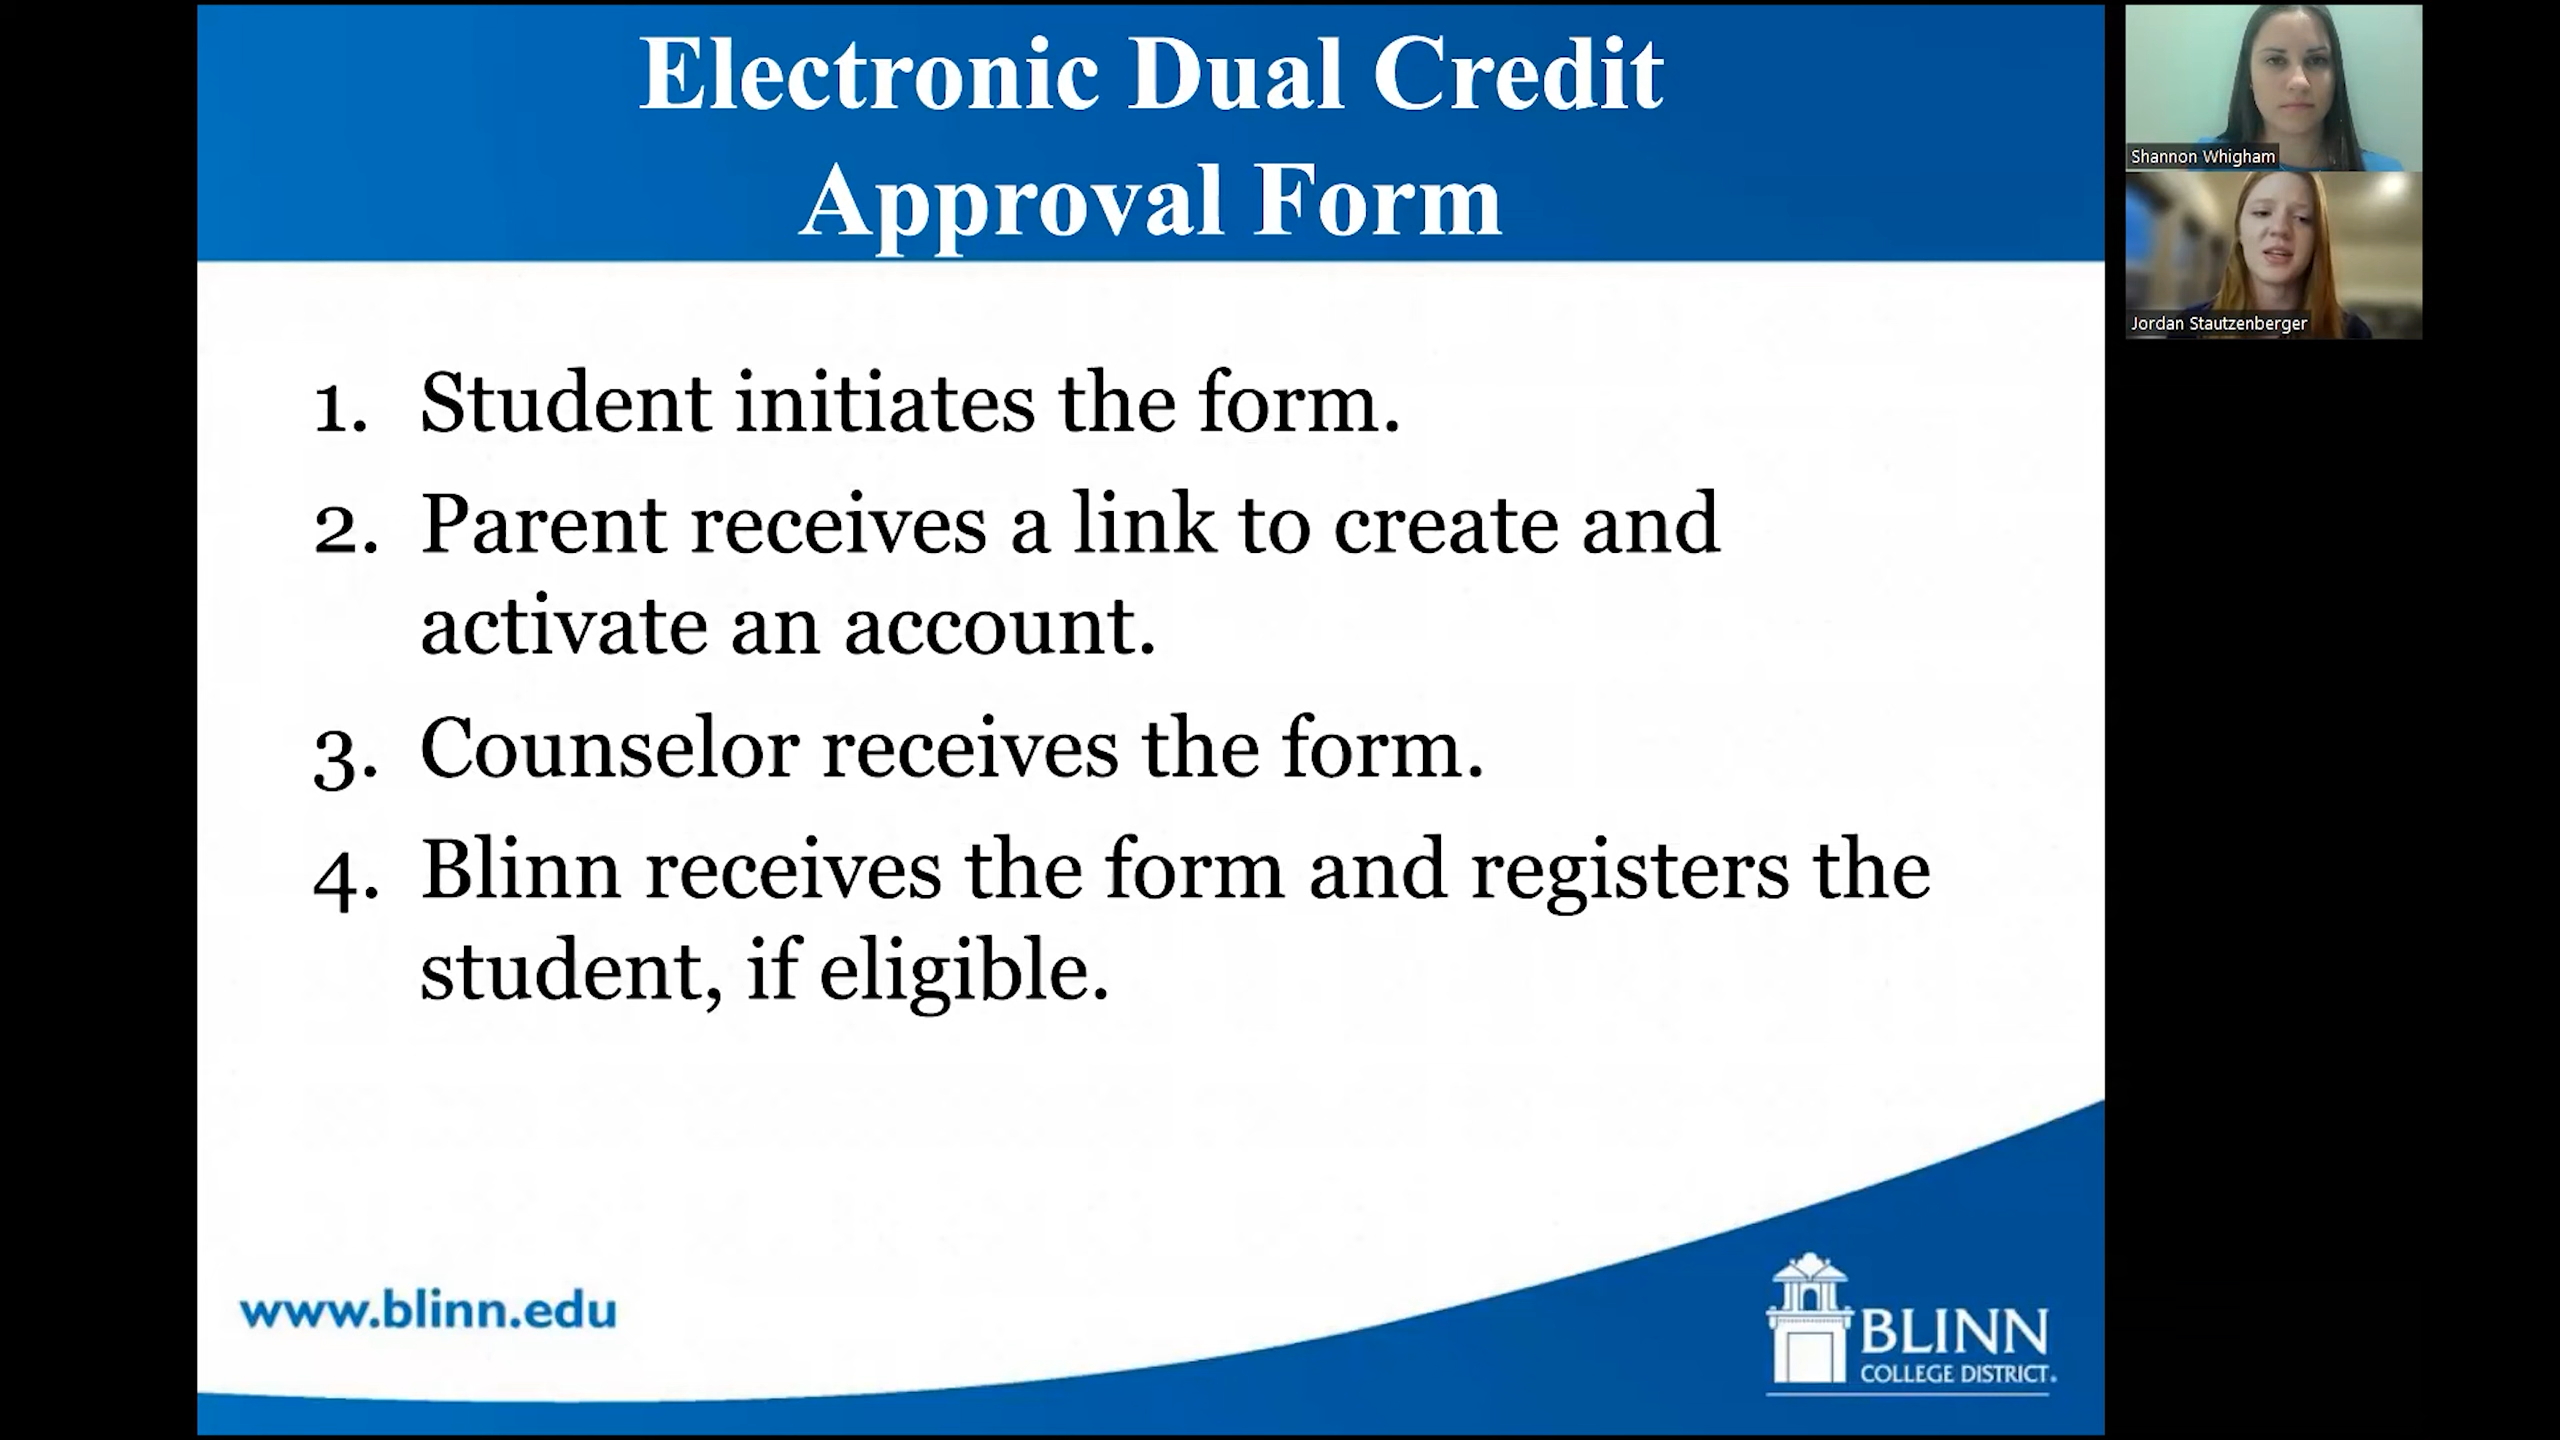 Electronic Dual Credit
Approval Form
1. Student initiates the form.
2. Parent receives a link to create and
activate an account.
3. Counselor receives the form.
4. Blinn receives the form and registers the
student, if eligible.
www.blinn.edu
BLINN
COLLEGE DISTRICT.
Shannon Whigham
Jordan Stautzenberger